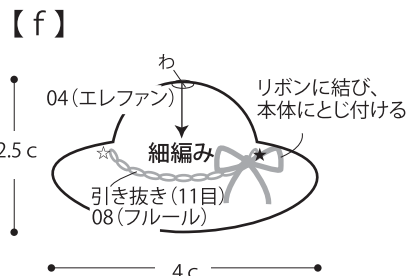 【f】
わ
04(エレファン)
リボンに結び、
本体にとじ付ける
2.5 c
細編み
引き抜き(11目)
08(フルール)
4 c